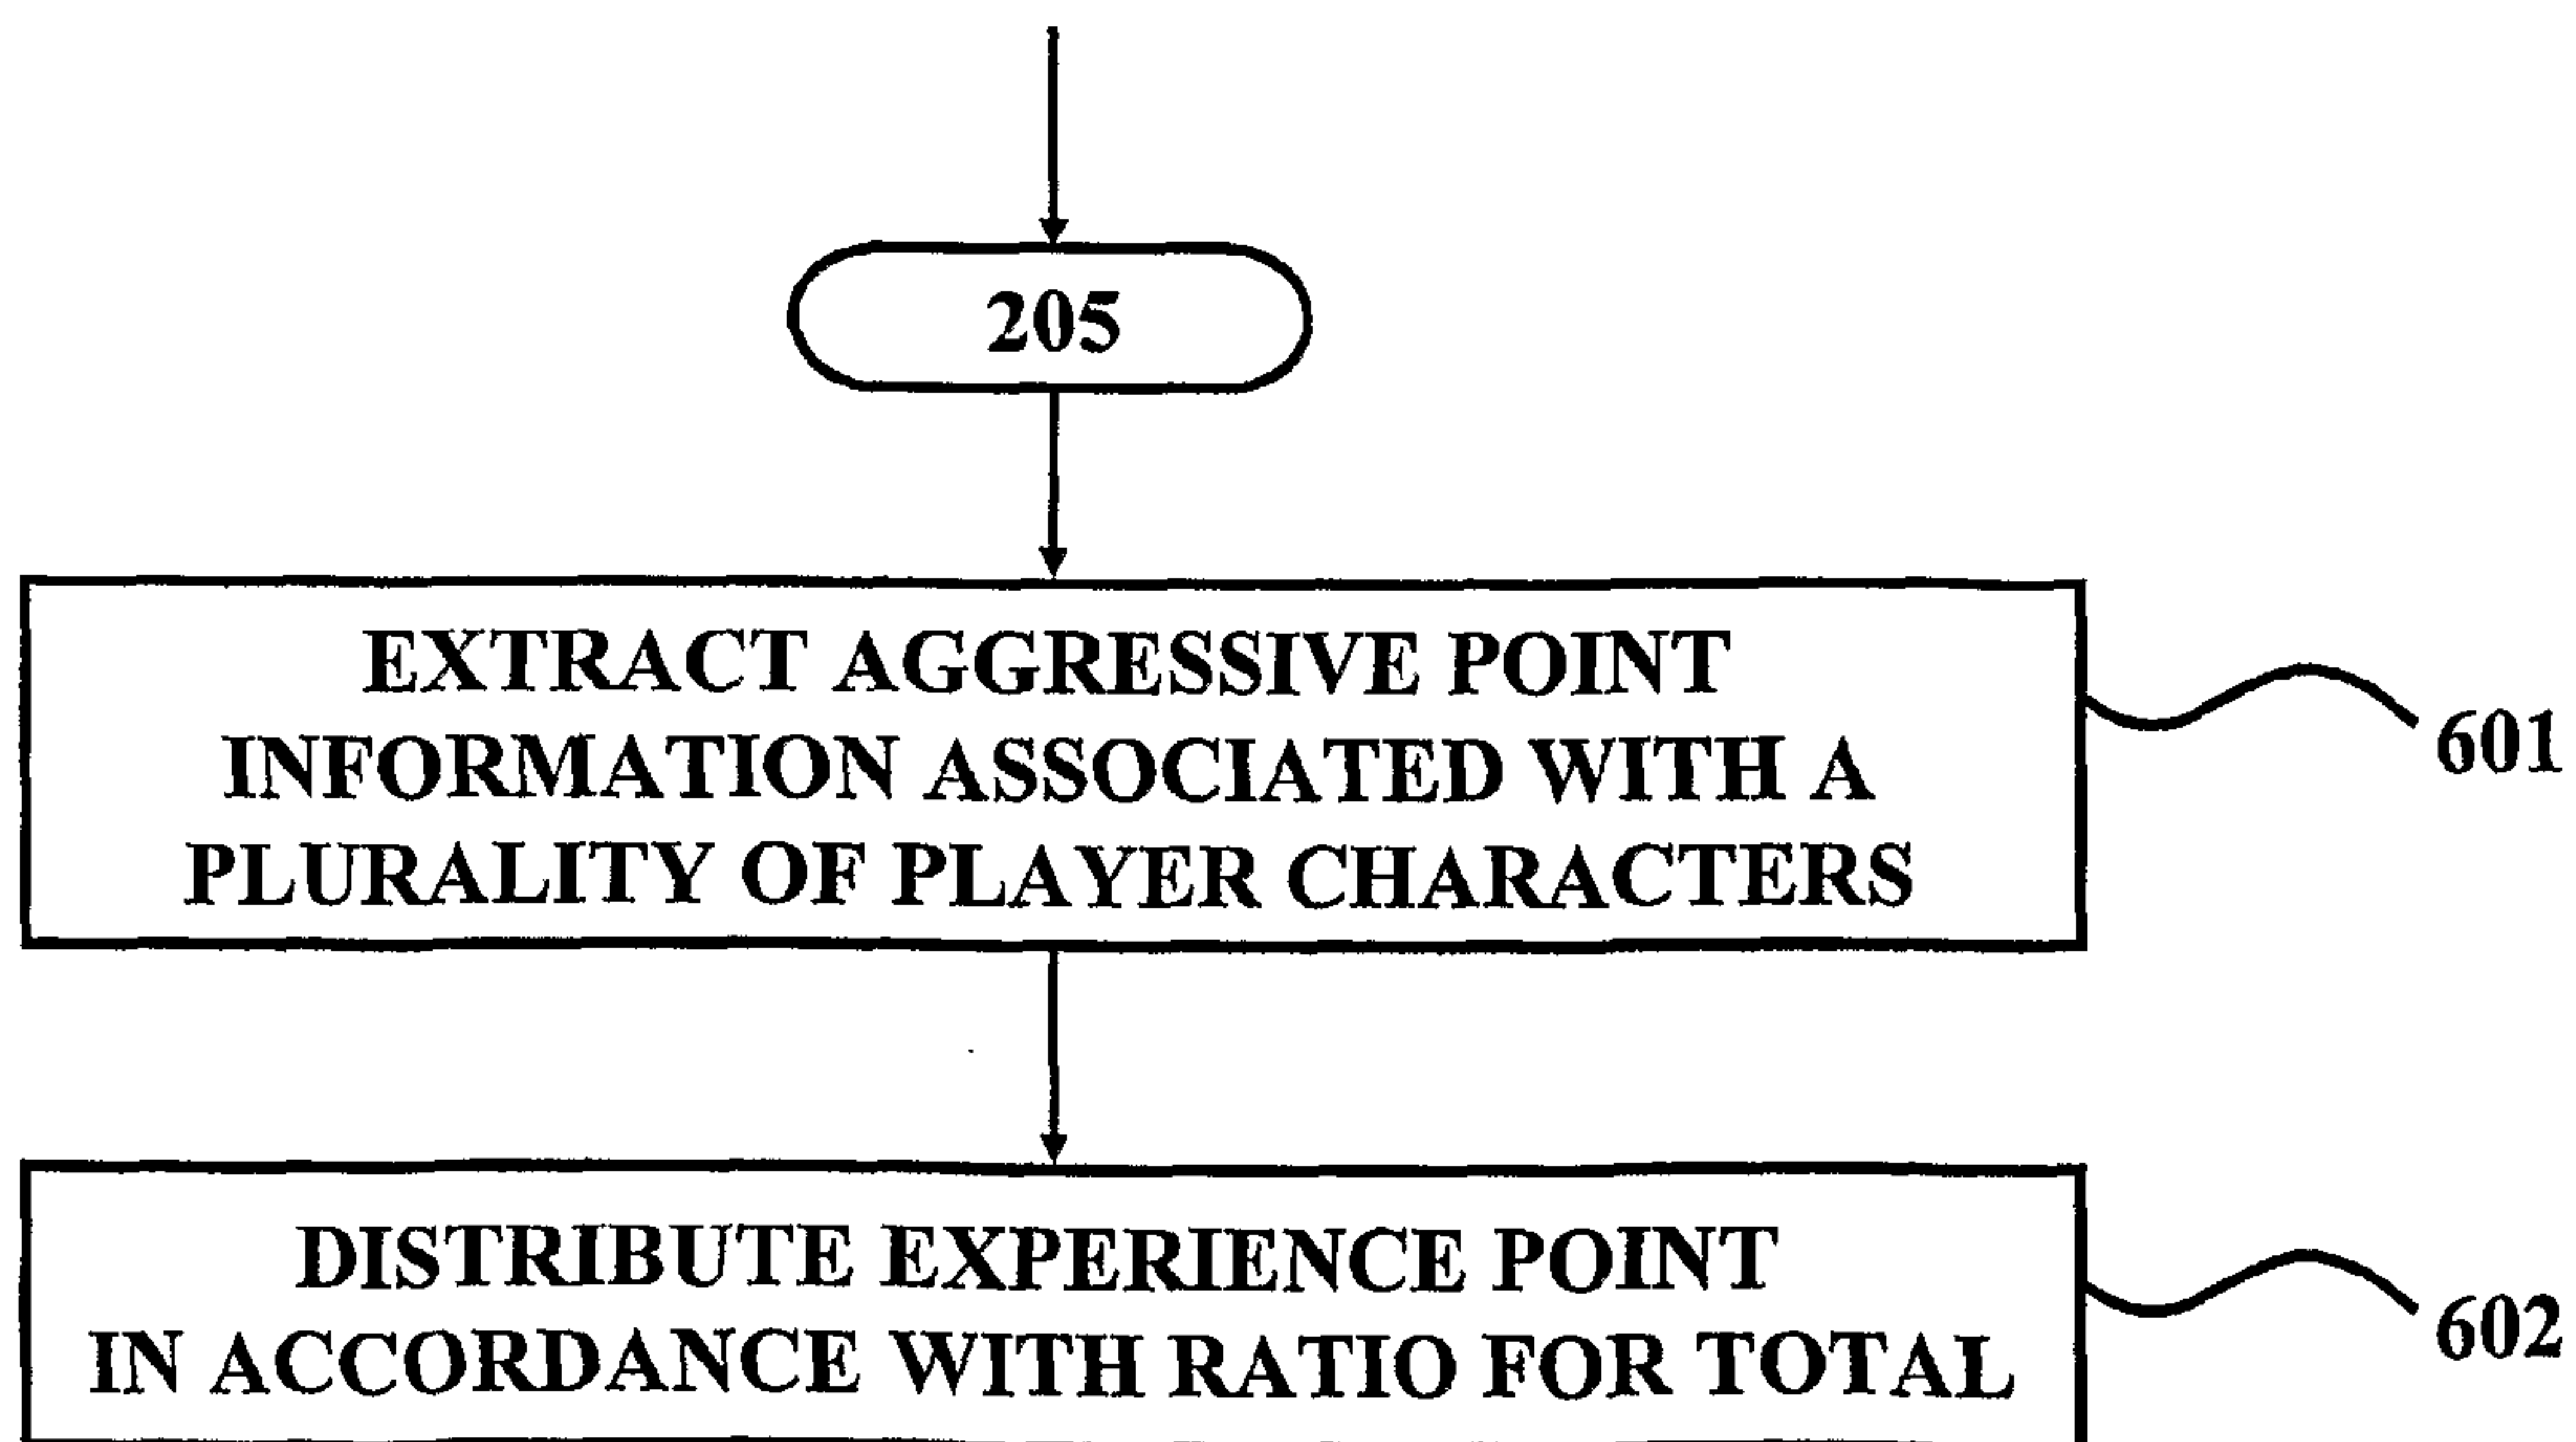 205
EXTRACT AGGRESSIVE POINT
INFORMATION ASSOCIATED WITH A
PLURALITY OF PLAYER CHARACTERS
601
DISTRIBUTE EXPERIENCE POINT
IN ACCORDANCE WITH RATIO FOR TOTAL
602